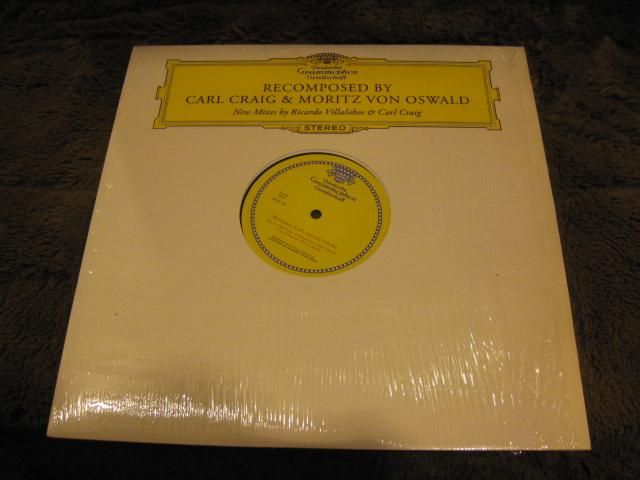 Deutsche
Grammophon
Gesellschaft
RECOMPOSED BY
CARL CRAIG & MORITZ VON OSWALD
New Mixes by Ricardo Villalobos & Carl Craig
STEREO
Deutsche
Grammophon
Gesellschaft